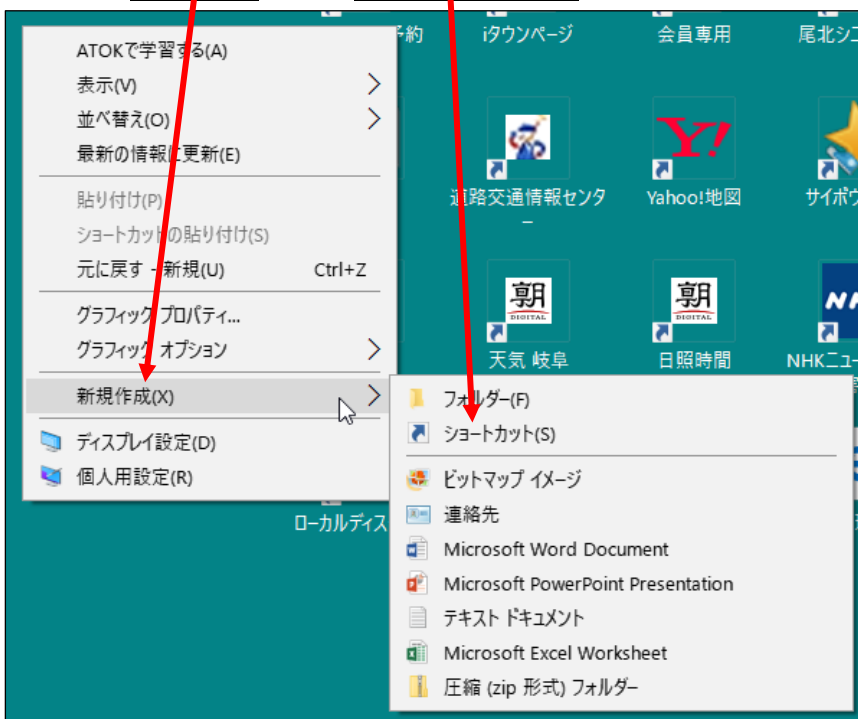 予約
iタウンページ
会員専用
ATOKで学習する(A)
表示(V)
並べ替え(O)
最新の情報に更新(E)
貼り付け(P)
ショートカットの貼り付け(S)
元に戻す - 新規(U) Ctrl+Z
グラフィック プロパティ...
グラフィック オプション
新規作成(X)
ディスプレイ設定(D)
個人用設定(R)
道路交通情報センター
Yahoo!地図
Y!
朝
DIGITAL
天気 岐阜
朝
DIGITAL
日照時間
NHKニュー
ローカルディス
フォルダー(F)
ショートカット(S)
ビットマップ イメージ
連絡先
Microsoft Word Document
Microsoft PowerPoint Presentation
テキスト ドキュメント
Microsoft Excel Worksheet
圧縮 (zip 形式) フォルダー